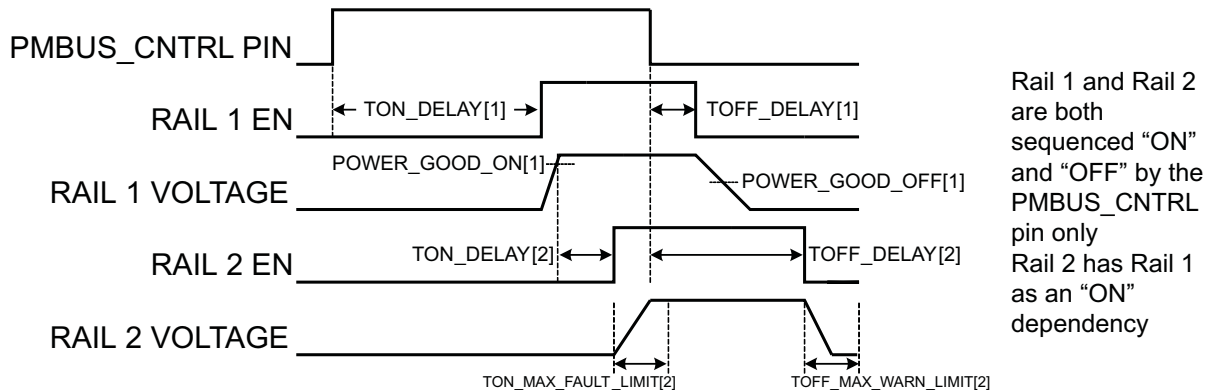 PMBUS_CNTRL PIN
TON_DELAY[1]
TOFF_DELAY[1]
RAIL 1 EN
POWER_GOOD_ON[1]
POWER_GOOD_OFF[1]
RAIL 1 VOLTAGE
TON_DELAY[2]
TOFF_DELAY[2]
RAIL 2 EN
RAIL 2 VOLTAGE
TON_MAX_FAULT_LIMIT[2]
TOFF_MAX_WARN_LIMIT[2]
Rail 1 and Rail 2
are both
sequenced “ON”
and “OFF” by the
PMBUS_CNTRL
pin only
Rail 2 has Rail 1
as an “ON”
dependency